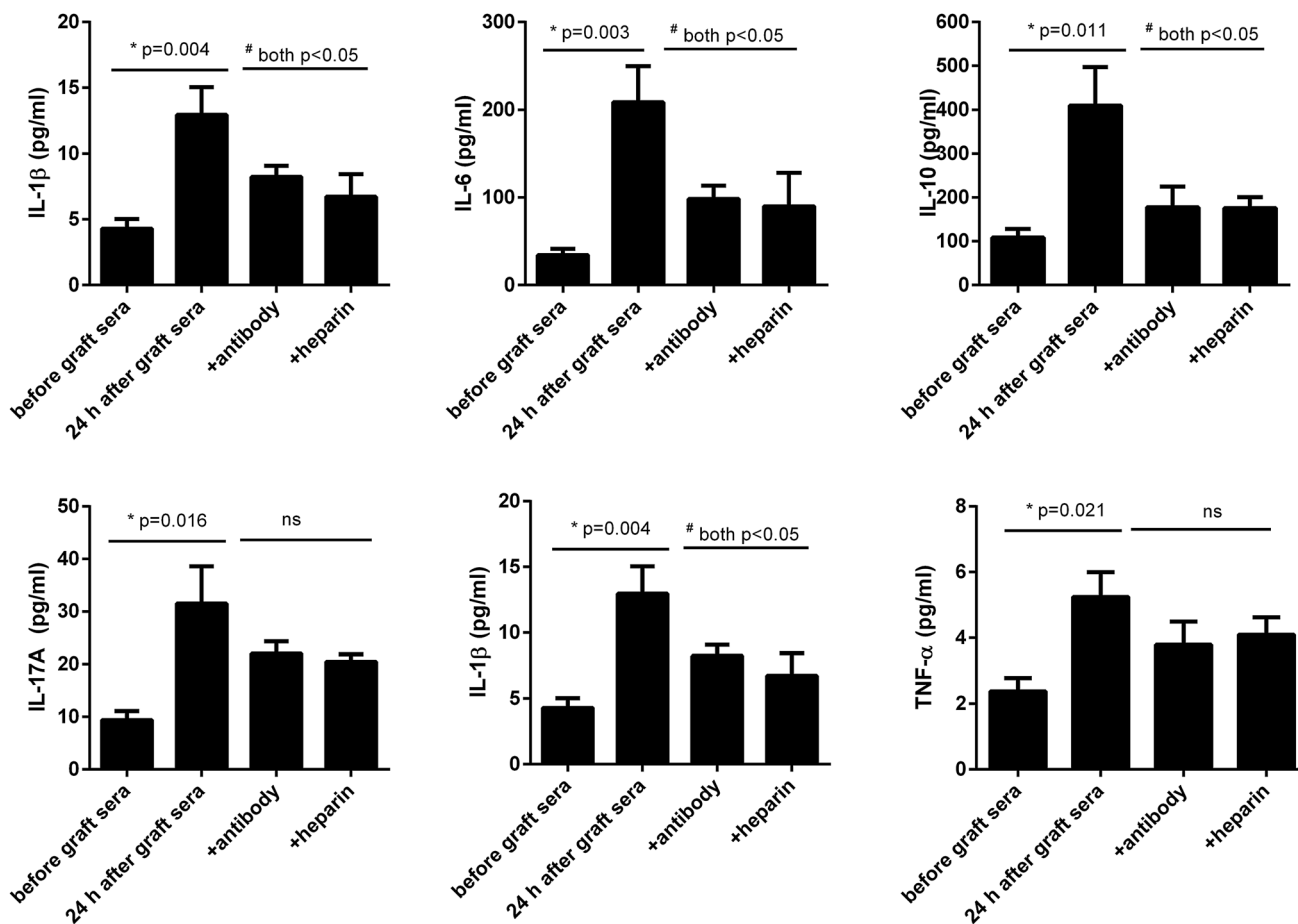 IL-1β (pg/ml)
20
15
10
5
0
* p=0.004
# both p<0.05
before graft sera
24 h after graft sera
+antibody
+heparin
IL-6 (pg/ml)
300
200
100
0
* p=0.003
# both p<0.05
before graft sera
24 h after graft sera
+antibody
+heparin
IL-10 (pg/ml)
600
500
400
300
200
100
0
* p=0.011
# both p<0.05
before graft sera
24 h after graft sera
+antibody
+heparin
IL-17A (pg/ml)
50
40
30
20
10
0
* p=0.016
ns
before graft sera
24 h after graft sera
+antibody
+heparin
IL-1β (pg/ml)
20
15
10
5
0
* p=0.004
# both p<0.05
before graft sera
24 h after graft sera
+antibody
+heparin
TNF-α (pg/ml)
8
6
4
2
0
* p=0.021
ns
before graft sera
24 h after graft sera
+antibody
+heparin